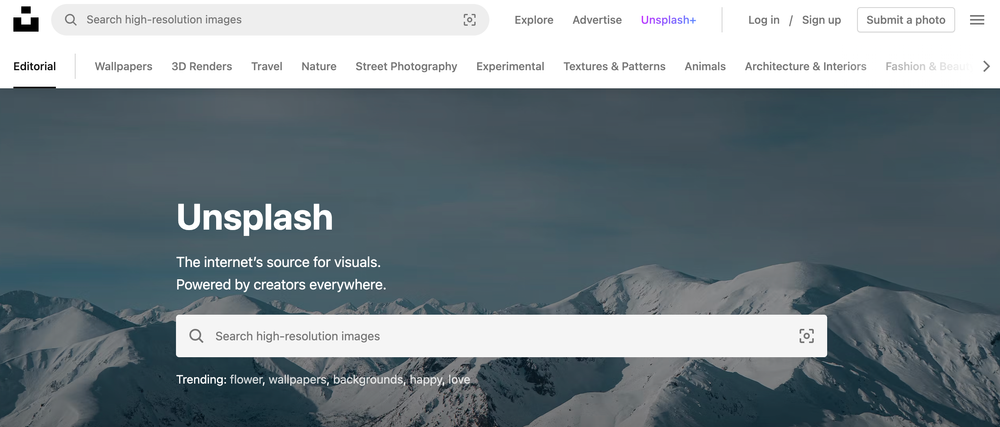 Search high-resolution images
Explore Advertise Unsplash+ Log in / Sign up Submit a photo
Editorial Wallpapers 3D Renders Travel Nature Street Photography Experimental Textures & Patterns Animals Architecture & Interiors Fashion &
Unsplash
The internet's source for visuals.
Powered by creators everywhere.
Search high-resolution images
Trending: flower, wallpapers, backgrounds, happy, love